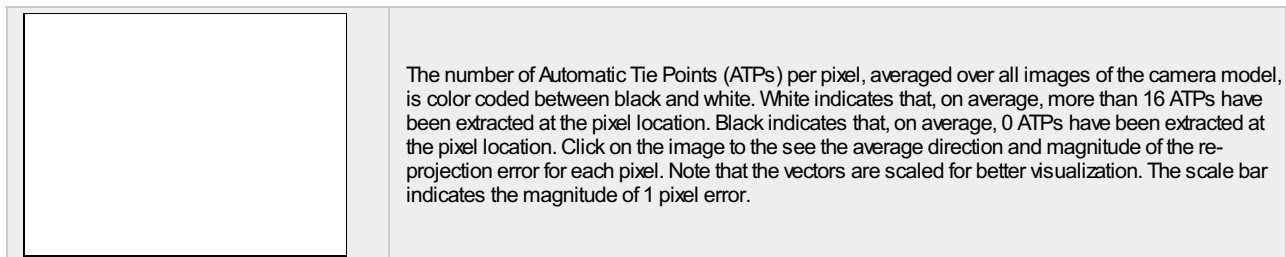 The number of Automatic Tie Points (ATPs) per pixel, averaged over all images of the camera model,
is color coded between black and white. White indicates that, on average, more than 16 ATPs have
been extracted at the pixel location. Black indicates that, on average, 0 ATPs have been extracted at
the pixel location. Click on the image to the see the average direction and magnitude of the re-
projection error for each pixel. Note that the vectors are scaled for better visualization. The scale bar
indicates the magnitude of 1 pixel error.